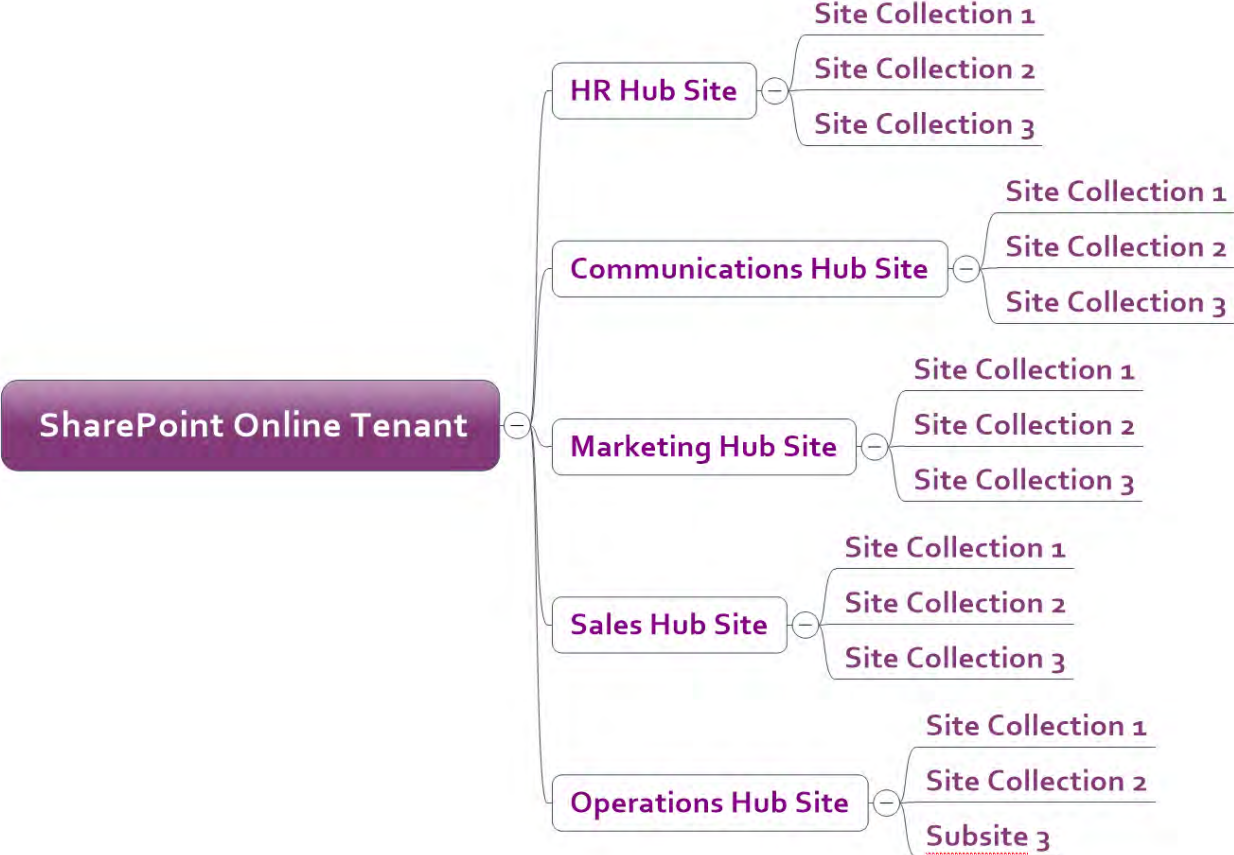 SharePoint Online Tenant
HR Hub Site
Site Collection 1
Site Collection 2
Site Collection 3
Communications Hub Site
Site Collection 1
Site Collection 2
Site Collection 3
Marketing Hub Site
Site Collection 1
Site Collection 2
Site Collection 3
Sales Hub Site
Site Collection 1
Site Collection 2
Site Collection 3
Operations Hub Site
Site Collection 1
Site Collection 2
Subsite 3